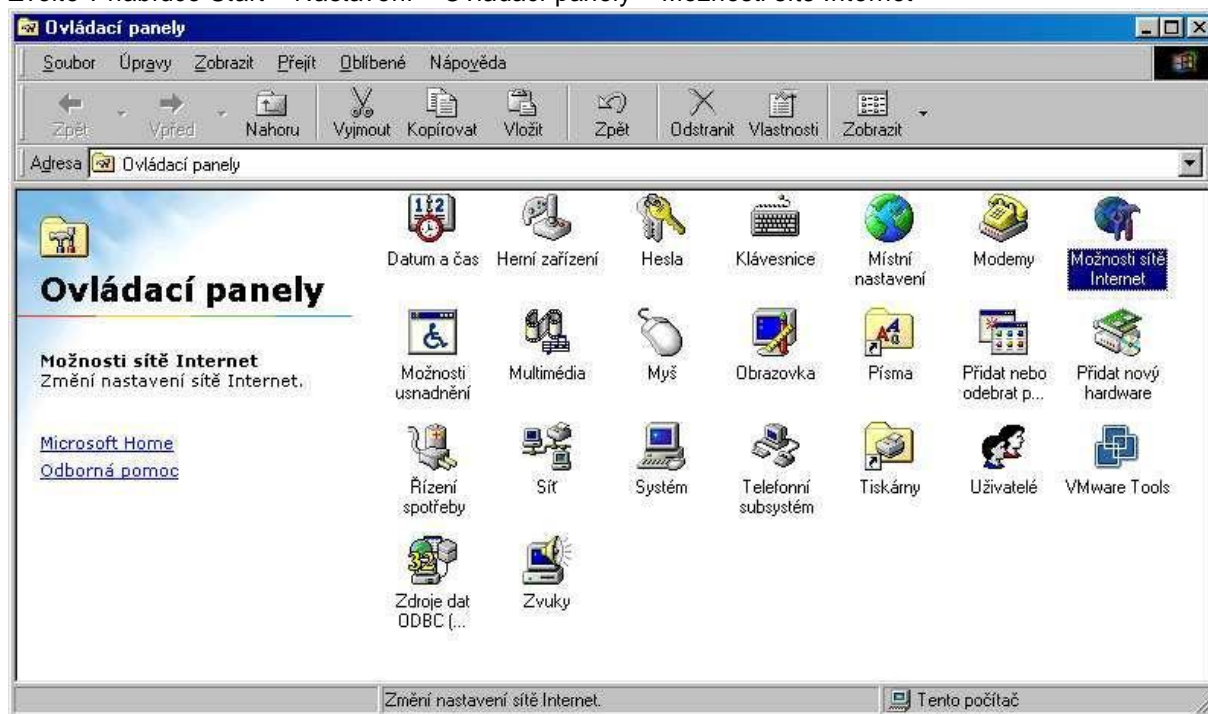 Ovládací panely
Soubor Úpravy Zobrazit Přejít Oblíbené Nápověda
Zpět Vpřed Nahoru Vyjmout Kopírovat Vložit Zpět Odstranit Vlastnosti Zobrazit
Adresa Ovládací panely
Ovládací panely
Možnosti sítě Internet
Změní nastavení sítě Internet.
Microsoft Home
Odborná pomoc
Datum a čas
Herní zařízení
Hesla
Klávesnice
Místní
nastavení
Modemy
Možnosti sítě
Internet
Možnosti
usnadnění
Multimédia
Myš
Obrazovka
Písma
Přidat nebo
odebrat p...
Přidat nový
hardware
Řízení
spotřeby
Síť
Systém
Telefonní
subsystém
Tiskárny
Uživatelé
VMware Tools
Zdroje dat
ODBC (...
Zvuky
Změní nastavení sítě Internet.
Tento počítač